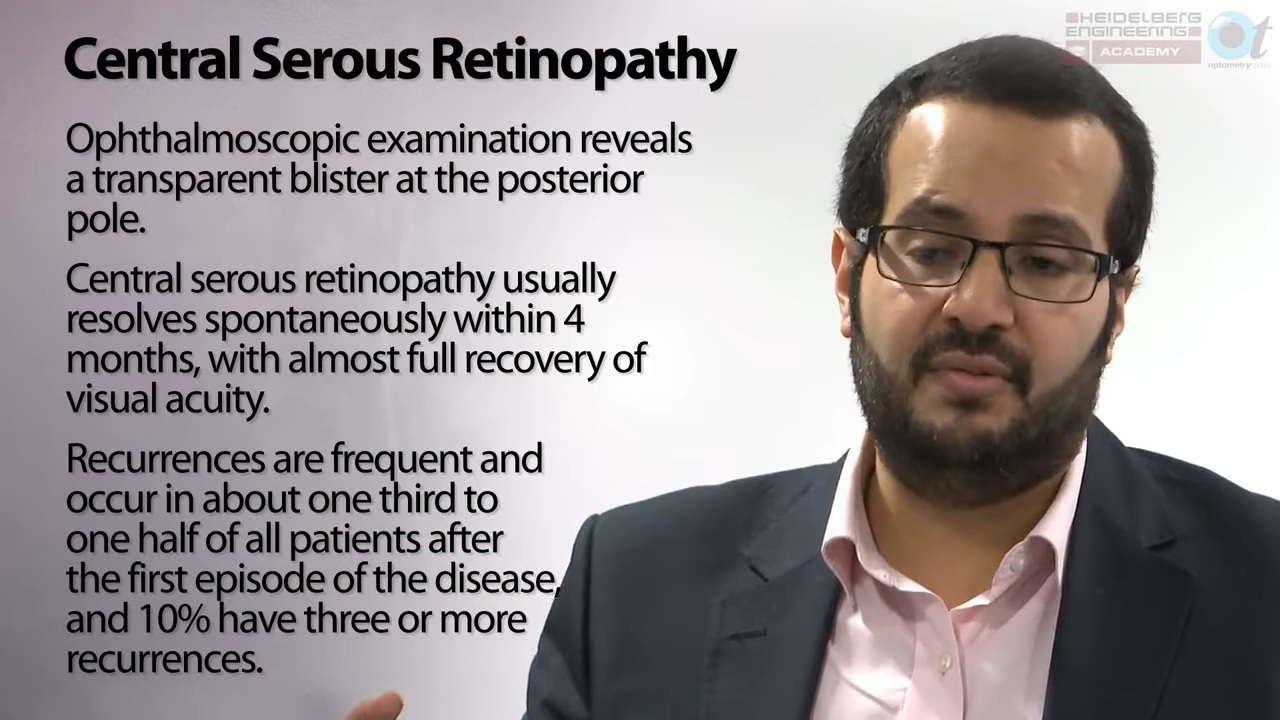 Central Serous Retinopathy
Ophthalmoscopic examination reveals
a transparent blister at the posterior
pole.
Central serous retinopathy usually
resolves spontaneously within 4
months, with almost full recovery of
visual acuity.
Recurrences are frequent and
occur in about one third to
one half of all patients after
the first episode of the disease,
and 10% have three or more
recurrences.
HEIDELBERG
ENGINEERING
ACADEMY
ot
optometrytoday